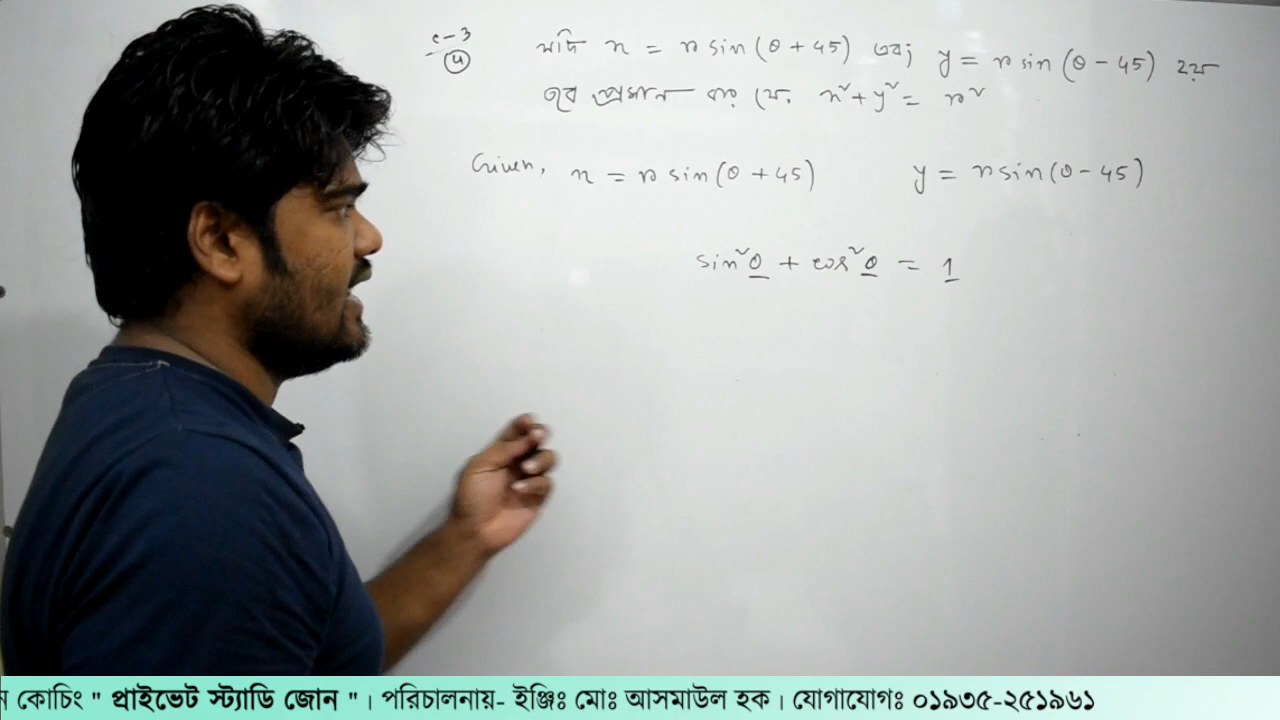 c-3
৫
যদি x = r sin (θ + 45) এবং y = r sin (θ - 45) হয়
তবে প্রমাণ কর যে, x² + y² = r²
Given, x = r sin (θ + 45) y = r sin (θ - 45)
sin²θ + cos²θ = 1
ন কোচিং " প্রাইভেট স্ট্যাডি জোন " । পরিচালনায়- ইঞ্জিঃ মোঃ আসমাউল হক । যোগাযোগঃ ০১৯৩৫-২৫১৯৬১